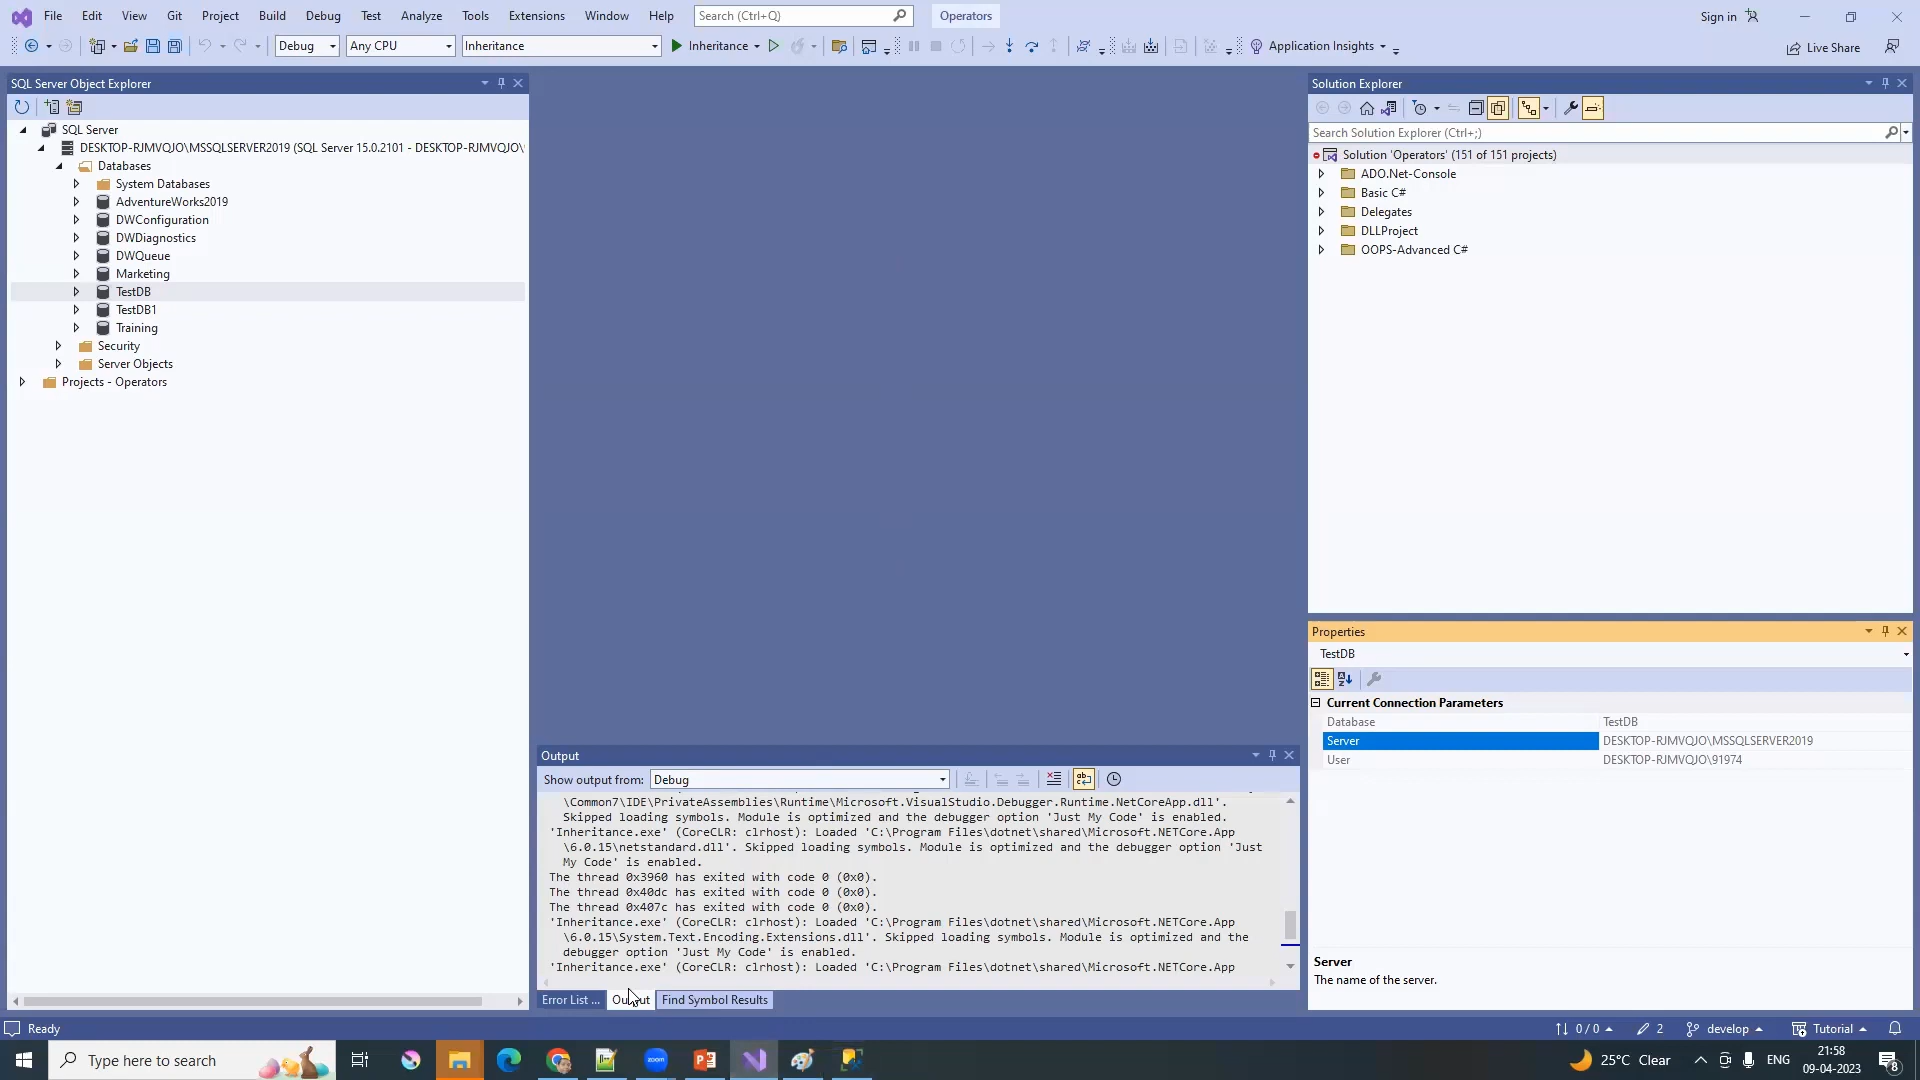 File Edit View Git Project Build Debug Test Analyze Tools Extensions Window Help Search (Ctrl+Q) Operators Sign in
Debug Any CPU Inheritance Inheritance Application Insights Live Share
SQL Server Object Explorer
SQL Server
DESKTOP-RJMVQJO\MSSQLSERVER2019 (SQL Server 15.0.2101 - DESKTOP-RJMVQJO\
Databases
System Databases
AdventureWorks2019
DWConfiguration
DWDiagnostics
DWQueue
Marketing
TestDB
TestDB1
Training
Security
Server Objects
Projects - Operators
Output
Show output from: Debug
\Common7\IDE\PrivateAssemblies\Runtime\Microsoft.VisualStudio.Debugger.Runtime.NetCoreApp.dll'.
Skipped loading symbols. Module is optimized and the debugger option 'Just My Code' is enabled.
'Inheritance.exe' (CoreCLR: clrhost): Loaded 'C:\Program Files\dotnet\shared\Microsoft.NETCore.App
\6.0.15\netstandard.dll'. Skipped loading symbols. Module is optimized and the debugger option 'Just
My Code' is enabled.
The thread 0x3960 has exited with code 0 (0x0).
The thread 0x40dc has exited with code 0 (0x0).
The thread 0x407c has exited with code 0 (0x0).
'Inheritance.exe' (CoreCLR: clrhost): Loaded 'C:\Program Files\dotnet\shared\Microsoft.NETCore.App
\6.0.15\System.Text.Encoding.Extensions.dll'. Skipped loading symbols. Module is optimized and the
debugger option 'Just My Code' is enabled.
'Inheritance.exe' (CoreCLR: clrhost): Loaded 'C:\Program Files\dotnet\shared\Microsoft.NETCore.App
Error List ... Output Find Symbol Results
Solution Explorer
Search Solution Explorer (Ctrl+;)
Solution 'Operators' (151 of 151 projects)
ADO.Net-Console
Basic C#
Delegates
DLLProject
OOPS-Advanced C#
Properties
TestDB
Current Connection Parameters
Database TestDB
Server DESKTOP-RJMVQJO\MSSQLSERVER2019
User DESKTOP-RJMVQJO\91974
Server
The name of the server.
Ready 0 / 0 2 develop Tutorial
Type here to search zoom 25°C Clear ENG 21:58
09-04-2023 8